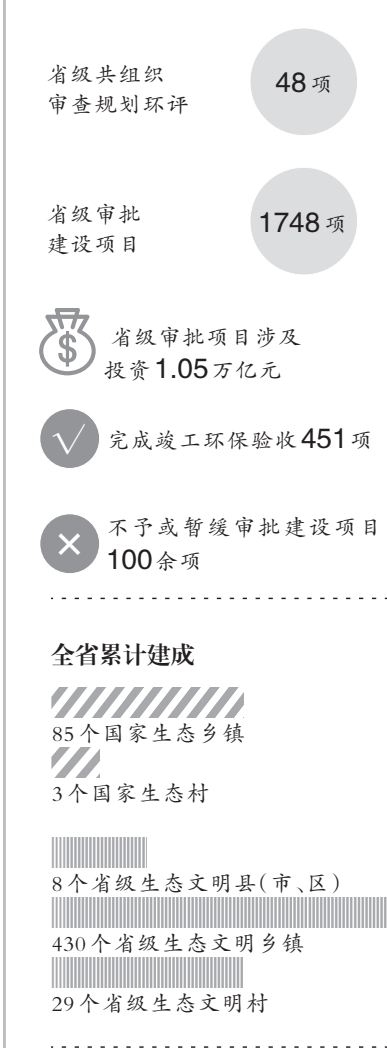 省级共组织
审查规划环评
48项
省级审批
建设项目
1748项
$
省级审批项目涉及
投资1.05万亿元
√
完成竣工环保验收451项
×
不予或暂缓审批建设项目
100余项
全省累计建成
85个国家生态乡镇
3个国家生态村
8个省级生态文明县(市、区)
430个省级生态文明乡镇
29个省级生态文明村